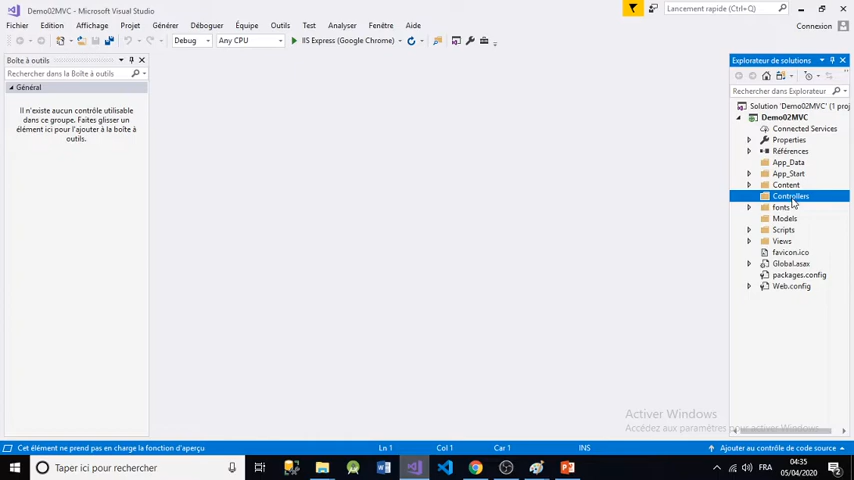 Demo02MVC - Microsoft Visual Studio
Lancement rapide (Ctrl+Q)
Fichier Edition Affichage Projet Générer Déboguer Équipe Outils Test Analyser Fenêtre Aide
Connexion
Debug Any CPU IIS Express (Google Chrome)
Boîte à outils
Rechercher dans la Boîte à outils
Général
Il n'existe aucun contrôle utilisable
dans ce groupe. Faites glisser un
élément ici pour l'ajouter à la boîte à
outils.
Explorateur de solutions
Rechercher dans Explorateur
Solution 'Demo02MVC' (1 proj
Demo02MVC
Connected Services
Properties
Références
App_Data
App_Start
Content
Controllers
fonts
Models
Scripts
Views
favicon.ico
Global.asax
packages.config
Web.config
Activer Windows
Accédez aux paramètres pour activer Windows.
Cet élément ne prend pas en charge la fonction d'aperçu Ln 1 Col 1 Car 1 INS Ajouter au contrôle de code source
Taper ici pour rechercher
FRA
04:35
05/04/2020
2